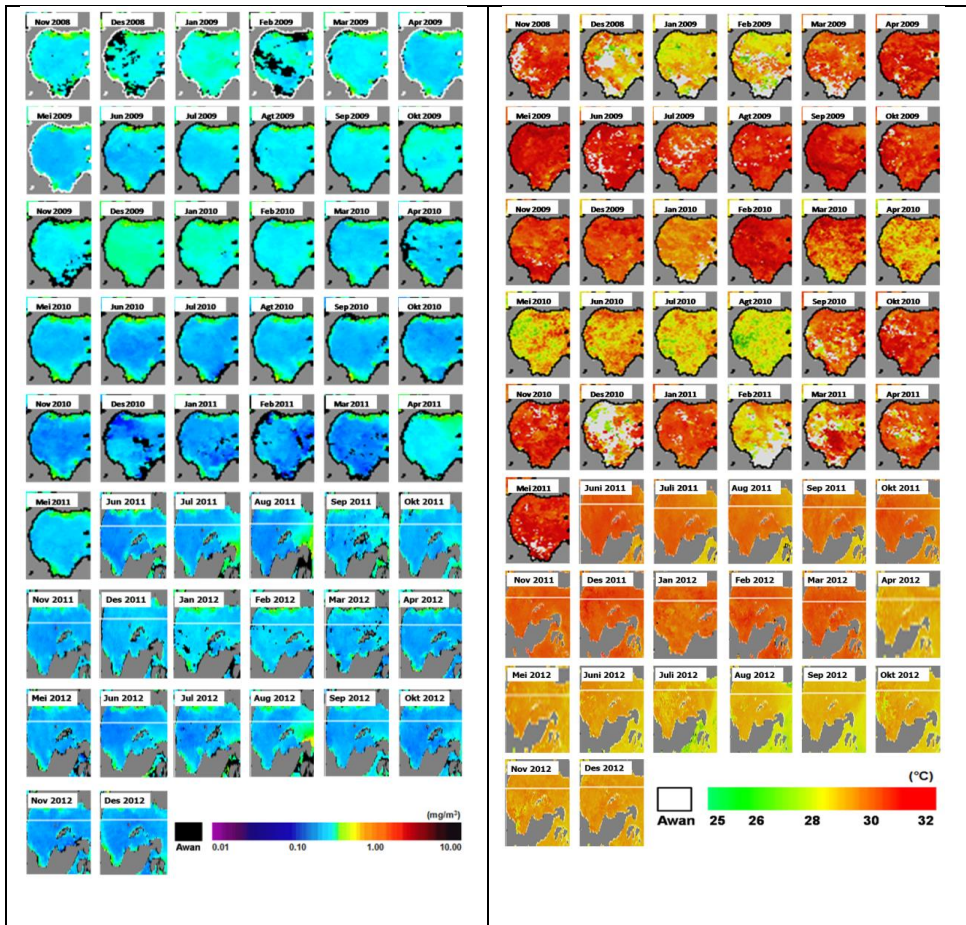 Nov 2008 Des 2008 Jan 2009 Feb 2009 Mar 2009 Apr 2009
Mei 2009 Jun 2009 Jul 2009 Agt 2009 Sep 2009 Okt 2009
Nov 2009 Des 2009 Jan 2010 Feb 2010 Mar 2010 Apr 2010
Mei 2010 Jun 2010 Jul 2010 Agt 2010 Sep 2010 Okt 2010
Nov 2010 Des 2010 Jan 2011 Feb 2011 Mar 2011 Apr 2011
Mei 2011 Jun 2011 Jul 2011 Aug 2011 Sep 2011 Okt 2011
Nov 2011 Des 2011 Jan 2012 Feb 2012 Mar 2012 Apr 2012
Mei 2012 Jun 2012 Jul 2012 Aug 2012 Sep 2012 Okt 2012
Nov 2012 Des 2012
(mg/m³)
Awan 0.01 0.10 1.00 10.00
Nov 2008 Des 2008 Jan 2009 Feb 2009 Mar 2009 Apr 2009
Mei 2009 Jun 2009 Jul 2009 Agt 2009 Sep 2009 Okt 2009
Nov 2009 Des 2009 Jan 2010 Feb 2010 Mar 2010 Apr 2010
Mei 2010 Jun 2010 Jul 2010 Agt 2010 Sep 2010 Okt 2010
Nov 2010 Des 2010 Jan 2011 Feb 2011 Mar 2011 Apr 2011
Mei 2011 Juni 2011 Juli 2011 Aug 2011 Sep 2011 Okt 2011
Nov 2011 Des 2011 Jan 2012 Feb 2012 Mar 2012 Apr 2012
Mei 2012 Juni 2012 Juli 2012 Aug 2012 Sep 2012 Okt 2012
Nov 2012 Des 2012
(°C)
Awan 25 26 28 30 32